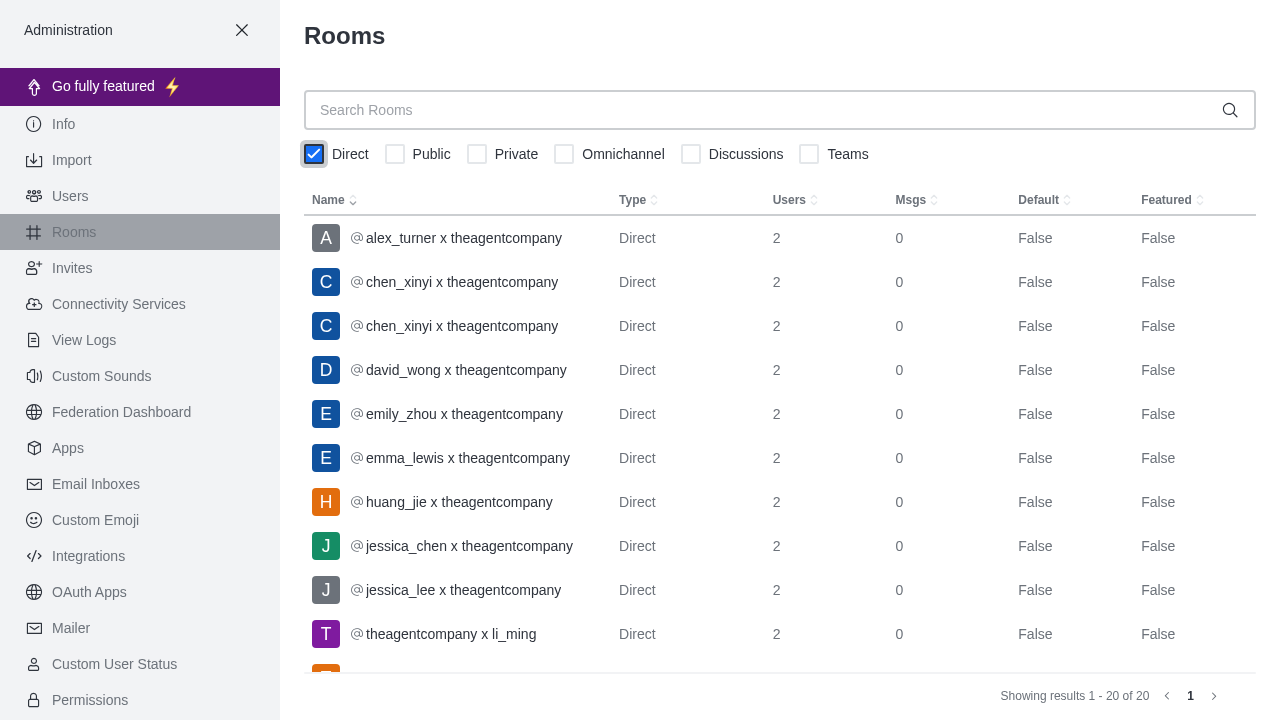 Administration
Go fully featured
Info
Import
Users
Rooms
Invites
Connectivity Services
View Logs
Custom Sounds
Federation Dashboard
Apps
Email Inboxes
Custom Emoji
Integrations
OAuth Apps
Mailer
Custom User Status
Permissions
Rooms
Search Rooms
Direct Public Private Omnichannel Discussions Teams
Name Type Users Msgs Default Featured
A @ alex_turner x theagentcompany Direct 2 0 False False
C @ chen_xinyi x theagentcompany Direct 2 0 False False
C @ chen_xinyi x theagentcompany Direct 2 0 False False
D @ david_wong x theagentcompany Direct 2 0 False False
E @ emily_zhou x theagentcompany Direct 2 0 False False
E @ emma_lewis x theagentcompany Direct 2 0 False False
H @ huang_jie x theagentcompany Direct 2 0 False False
J @ jessica_chen x theagentcompany Direct 2 0 False False
J @ jessica_lee x theagentcompany Direct 2 0 False False
T @ theagentcompany x li_ming Direct 2 0 False False
Showing results 1 - 20 of 20 1